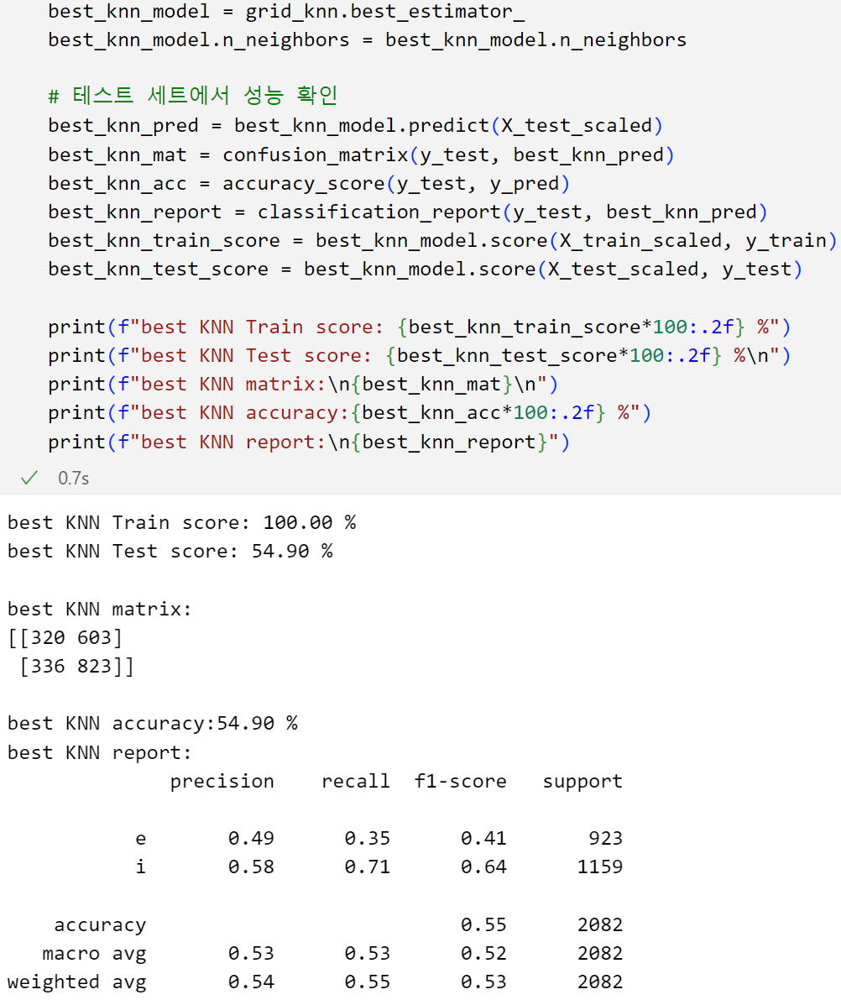 best_knn_model = grid_knn.best_estimator_
best_knn_model.n_neighbors = best_knn_model.n_neighbors
# 테스트 세트에서 성능 확인
best_knn_pred = best_knn_model.predict(X_test_scaled)
best_knn_mat = confusion_matrix(y_test, best_knn_pred)
best_knn_acc = accuracy_score(y_test, y_pred)
best_knn_report = classification_report(y_test, best_knn_pred)
best_knn_train_score = best_knn_model.score(X_train_scaled, y_train)
best_knn_test_score = best_knn_model.score(X_test_scaled, y_test)
print(f"best KNN Train score: {best_knn_train_score*100:.2f} %")
print(f"best KNN Test score: {best_knn_test_score*100:.2f} %\n")
print(f"best KNN matrix:\n{best_knn_mat}\n")
print(f"best KNN accuracy:{best_knn_acc*100:.2f} %")
print(f"best KNN report:\n{best_knn_report}")
✓ 0.7s
best KNN Train score: 100.00 %
best KNN Test score: 54.90 %
best KNN matrix:
[[320 603]
 [336 823]]
best KNN accuracy:54.90 %
best KNN report:
              precision    recall  f1-score   support
           e       0.49      0.35      0.41       923
           i       0.58      0.71      0.64      1159
    accuracy                           0.55      2082
   macro avg       0.53      0.53      0.52      2082
weighted avg       0.54      0.55      0.53      2082